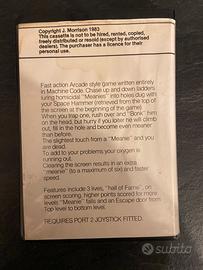 Copyright J. Morrison 1983
This cassette is not to be hired, rented, copied,
freely distributed or resold (except by authorised
dealers). The purchaser has a licence for their
personal use.
Fast action Arcade style game written entirely
in Machine Code. Chase up and down ladders,
luring homicidal "Meanies" into holes dug with
your Space Hammer (retrieved from the top of
the screen at the beginning of the game)
When you trap one, rush over and "Bonk" him
on the head, but hurry if you later he will climb out,
fill in the hole and become even meaner
than before.
The slightest touch from a "Meanie" and you
are dead.
To add to your problems your oxygen is
running out.
Clearing the screen results in an extra
"meanie" (to a maximum of six) and faster
speed.
Features include 3 lives, "hall of Fame", on
screen scoring, higher points scored for more
levels "Meanie" falls and an Escape door from
Top level to bottom level.
REQUIRES PORT 2 JOYSTICK FITTED.
subito